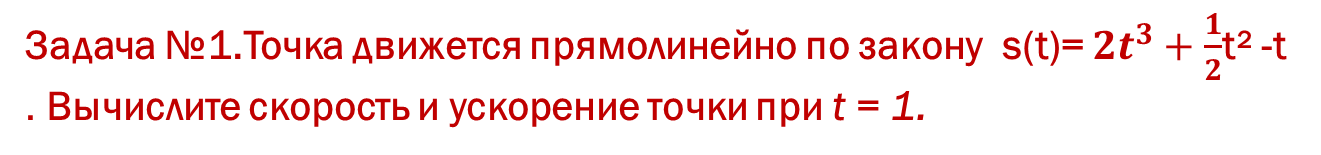 Задача №1.Точка движется прямолинейно по закону s(t)= 2t³ + ½t² -t
. Вычислите скорость и ускорение точки при t = 1.